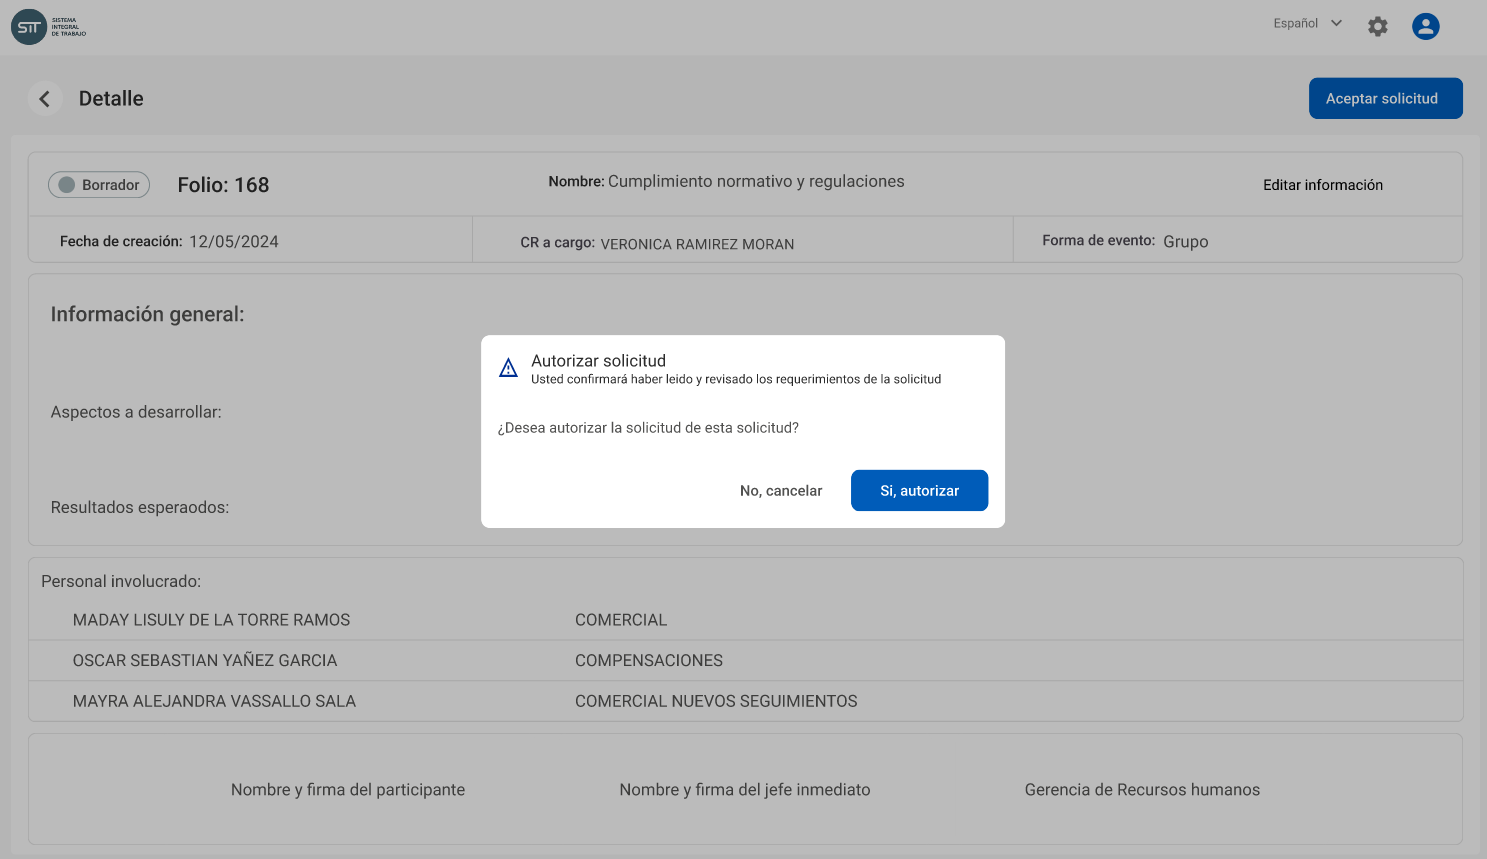 SIT SISTEMA
INTEGRAL
DE TRABAJO
Español
Detalle
Aceptar solicitud
Borrador
Folio: 168
Nombre: Cumplimiento normativo y regulaciones
Editar información
Fecha de creación: 12/05/2024
CR a cargo: VERONICA RAMIREZ MORAN
Forma de evento: Grupo
Información general:
Aspectos a desarrollar:
Resultados esperaodos:
Autorizar solicitud
Usted confirmará haber leido y revisado los requerimientos de la solicitud
¿Desea autorizar la solicitud de esta solicitud?
No, cancelar
Si, autorizar
Personal involucrado:
MADAY LISULY DE LA TORRE RAMOS COMERCIAL
OSCAR SEBASTIAN YAÑEZ GARCIA COMPENSACIONES
MAYRA ALEJANDRA VASSALLO SALA COMERCIAL NUEVOS SEGUIMIENTOS
Nombre y firma del participante
Nombre y firma del jefe inmediato
Gerencia de Recursos humanos